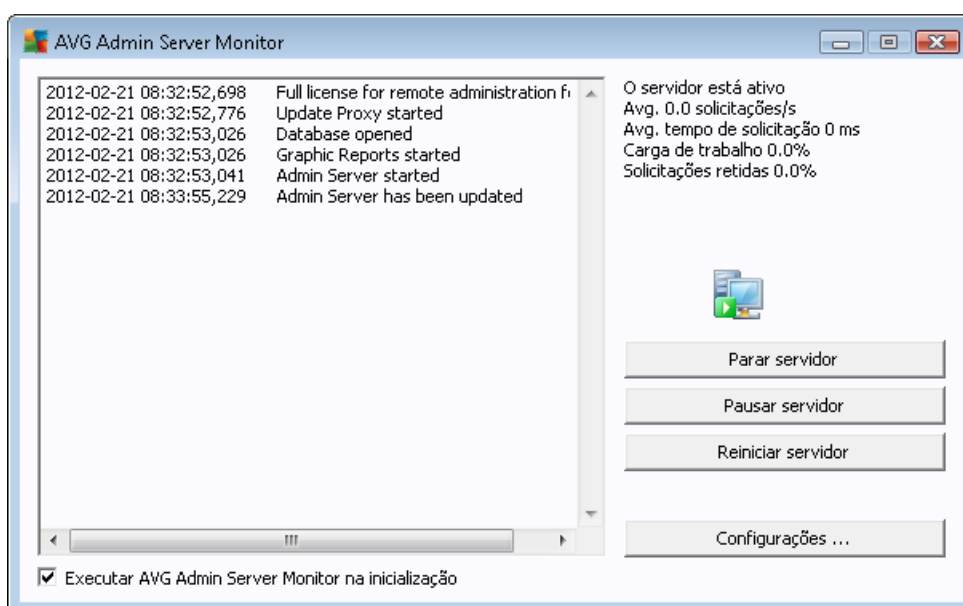 AVG Admin Server Monitor
2012-02-21 08:32:52,698 Full license for remote administration
2012-02-21 08:32:52,776 Update Proxy started
2012-02-21 08:32:53,026 Database opened
2012-02-21 08:32:53,026 Graphic Reports started
2012-02-21 08:32:53,041 Admin Server started
2012-02-21 08:33:55,229 Admin Server has been updated
O servidor está ativo
Avg. 0.0 solicitações/s
Avg. tempo de solicitação 0 ms
Carga de trabalho 0.0%
Solicitações retidas 0.0%
Parar servidor
Pausar servidor
Reiniciar servidor
Configurações ...
Executar AVG Admin Server Monitor na inicialização